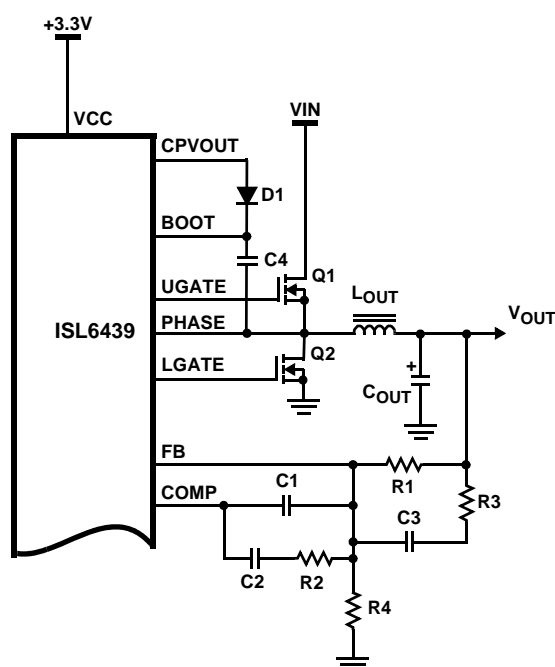 +3.3V
VCC
VIN
CPVOUT
D1
BOOT
C4
Q1
UGATE
LOUT
ISL6439
PHASE
VOUT
Q2
LGATE
+
COUT
FB
R1
COMP
C1
R3
C3
C2
R2
R4